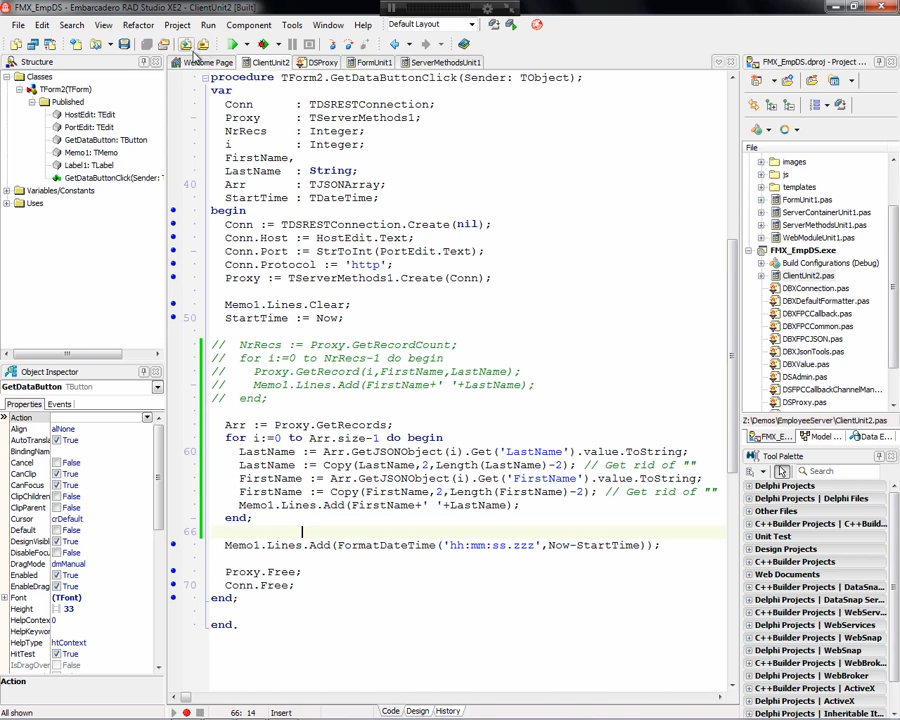 FMX_EmpDS - Embarcadero RAD Studio XE2 - ClientUnit2 [Built]
File Edit Search View Refactor Project Run Component Tools Window Help
Default Layout
Structure
Welcome Page ClientUnit2 DSProxy FormUnit1 ServerMethodsUnit1
FMX_EmpDS.dproj - Project ...
Classes
TForm2(TForm)
Published
HostEdit: TEdit
PortEdit: TEdit
GetDataButton: TButton
Memo1: TMemo
Label1: TLabel
GetDataButtonClick(Sender: T
Variables/Constants
Uses
procedure TForm2.GetDataButtonClick(Sender: TObject);
var
Conn : TDSRESTConnection;
Proxy : TServerMethods1;
NrRecs : Integer;
i : Integer;
FirstName,
LastName : String;
40 Arr : TJSONArray;
StartTime : TDateTime;
begin
Conn := TDSRESTConnection.Create(nil);
Conn.Host := HostEdit.Text;
Conn.Port := StrToInt(PortEdit.Text);
Conn.Protocol := 'http';
Proxy := TServerMethods1.Create(Conn);
Memo1.Lines.Clear;
50 StartTime := Now;
// NrRecs := Proxy.GetRecordCount;
// for i:=0 to NrRecs-1 do begin
// Proxy.GetRecord(i,FirstName,LastName);
// Memo1.Lines.Add(FirstName+' '+LastName);
// end;
Arr := Proxy.GetRecords;
for i:=0 to Arr.size-1 do begin
60 LastName := Arr.GetJSONObject(i).Get('LastName').value.ToString;
LastName := Copy(LastName,2,Length(LastName)-2); // Get rid of ""
FirstName := Arr.GetJSONObject(i).Get('FirstName').value.ToString;
FirstName := Copy(FirstName,2,Length(FirstName)-2); // Get rid of ""
Memo1.Lines.Add(FirstName+' '+LastName);
end;
66
Memo1.Lines.Add(FormatDateTime('hh:mm:ss.zzz',Now-StartTime));
Proxy.Free;
70 Conn.Free;
end;
end.
Object Inspector
GetDataButton TButton
Properties Events
Action
Align alNone
AutoTransl True
BindingNam
Cancel False
CanFocus True
ClipChildren False
ClipParent False
Cursor crDefault
Default False
DesignVisi True
DragMode dmManual
Enabled True
EnableDrag True
Font (TFont)
Height 33
HelpContex 0
HelpKeywor
HelpType htContext
HitTest True
IsDragOver False
Action
66: 14 Insert
Code Design History
File
images
js
templates
FormUnit1.pas
ServerContainerUnit1.pas
ServerMethodsUnit1.pas
WebModuleUnit1.pas
FMX_EmpDS.exe
Build Configurations (Debug)
ClientUnit2.pas
DBXConnection.pas
DBXDefaultFormatter.pas
DBXFPCCallback.pas
DBXFPCCommon.pas
DBXFPCJSON.pas
DBXJsonTools.pas
DBXValue.pas
DSAdmin.pas
DSFPCCallbackChannelMan
DSProxy.pas
Z:\Demos\EmployeeServer\ClientUnit2.pas
FMX_E... Model ... Data E...
Tool Palette
Search
Delphi Projects
Delphi Projects | Delphi Files
Other Files
C++Builder Projects | C++Build...
Unit Test
Design Projects
C++Builder Projects
Web Documents
C++Builder Projects | DataSna...
Delphi Projects | DataSnap Ser...
C++Builder Projects | WebServ...
Delphi Projects | WebServices
C++Builder Projects | WebSnap
Delphi Projects | WebSnap
C++Builder Projects | WebBrok...
Delphi Projects | WebBroker
C++Builder Projects | ActiveX
Delphi Projects | ActiveX
Delphi Projects | Inheritable It...